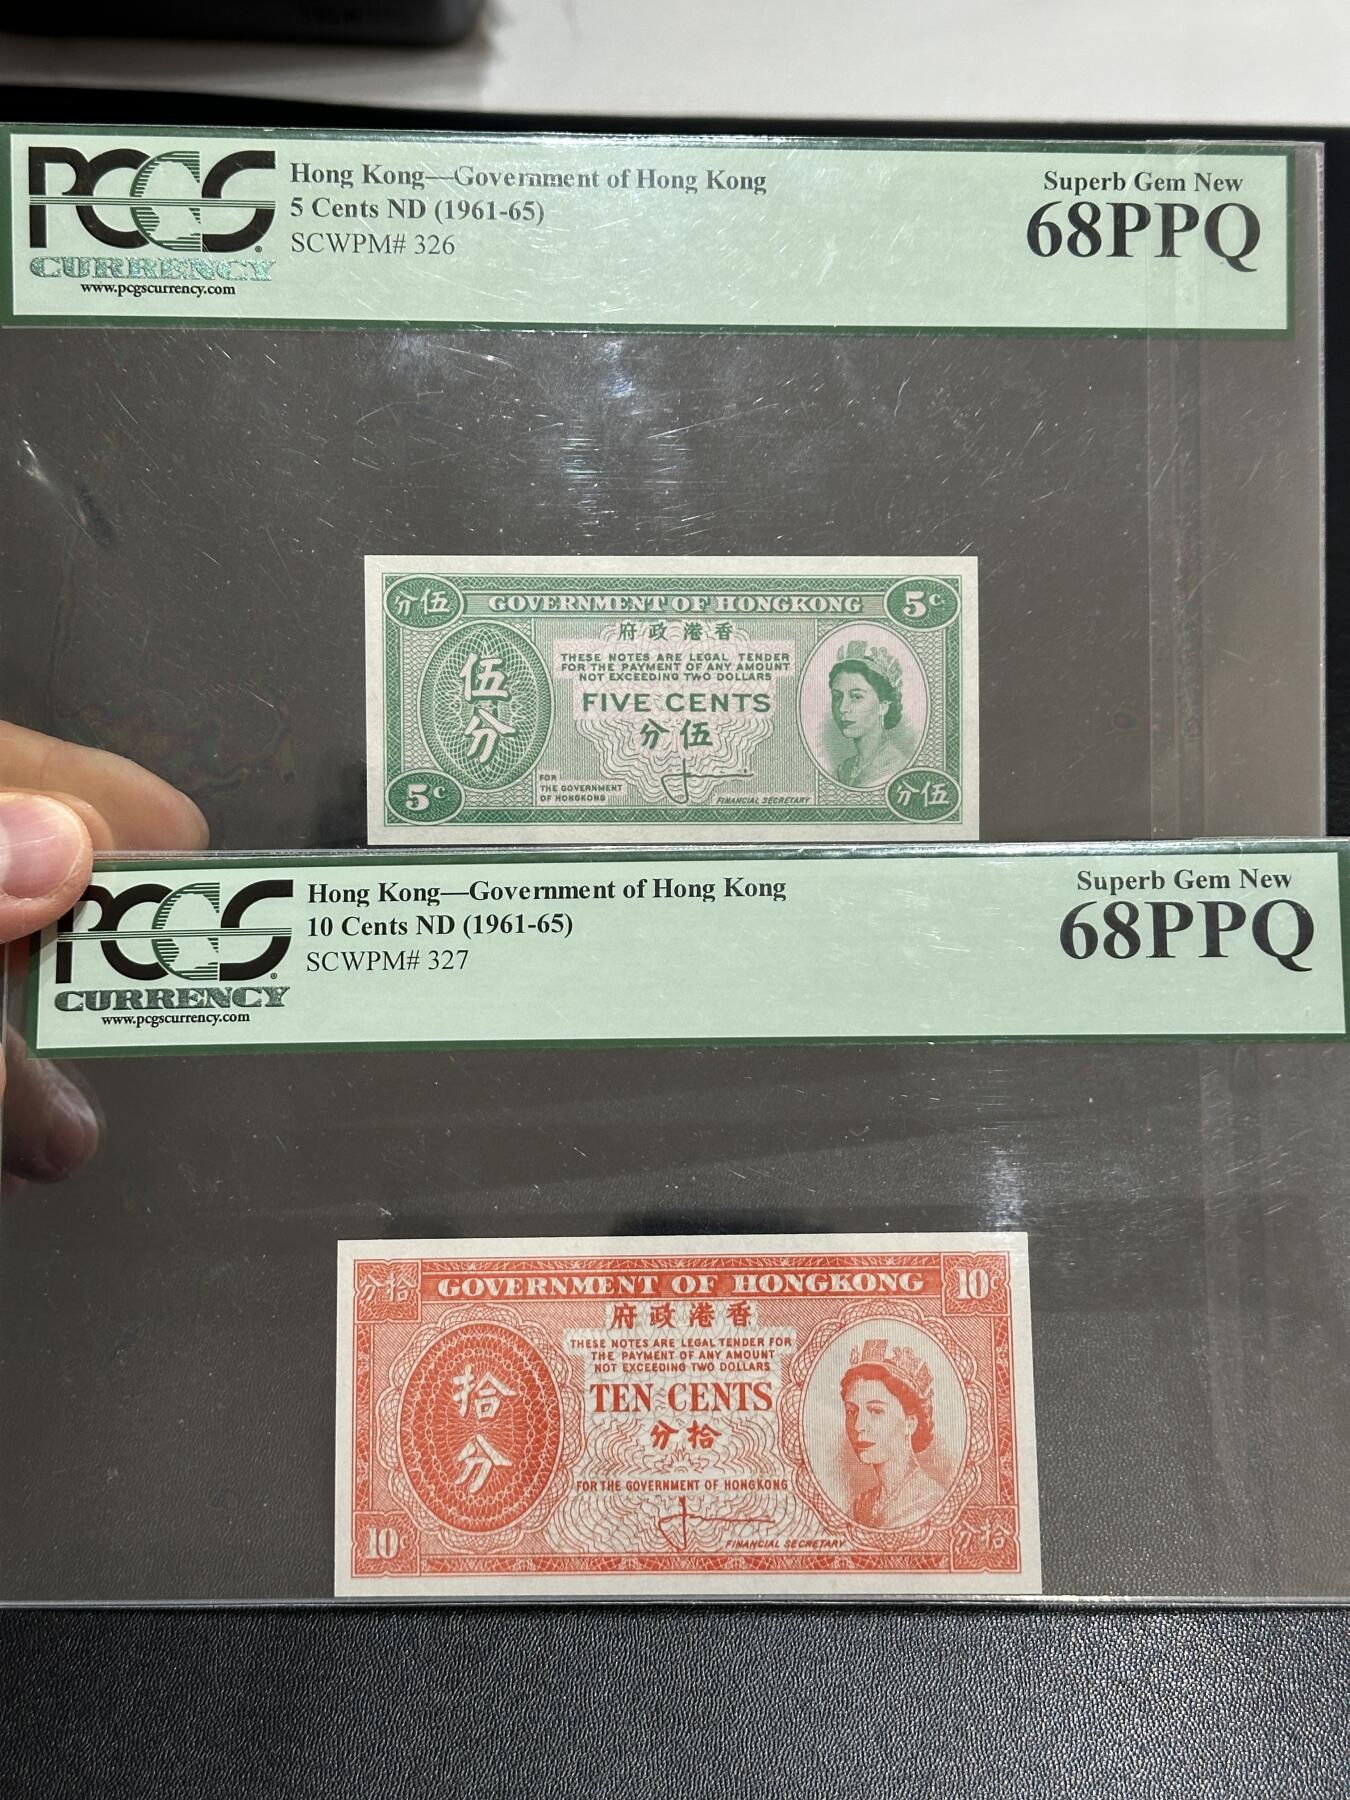 PCGS
CURRENCY
www.pcgscurrency.com
Hong Kong—Government of Hong Kong
5 Cents ND (1961-65)
SCWPM# 326
Superb Gem New
68PPQ
分伍
GOVERNMENT OF HONGKONG
5c
府政港香
THESE NOTES ARE LEGAL TENDER
FOR THE PAYMENT OF ANY AMOUNT
NOT EXCEEDING TWO DOLLARS
FIVE CENTS
分伍
伍
分
FOR
THE GOVERNMENT
OF HONGKONG
FINANCIAL SECRETARY
5c
分伍
PCGS
CURRENCY
www.pcgscurrency.com
Hong Kong—Government of Hong Kong
10 Cents ND (1961-65)
SCWPM# 327
Superb Gem New
68PPQ
分拾
GOVERNMENT OF HONGKONG
10c
府政港香
THESE NOTES ARE LEGAL TENDER FOR
THE PAYMENT OF ANY AMOUNT
NOT EXCEEDING TWO DOLLARS
TEN CENTS
分拾
拾
分
FOR THE GOVERNMENT OF HONGKONG
FINANCIAL SECRETARY
10c
分拾